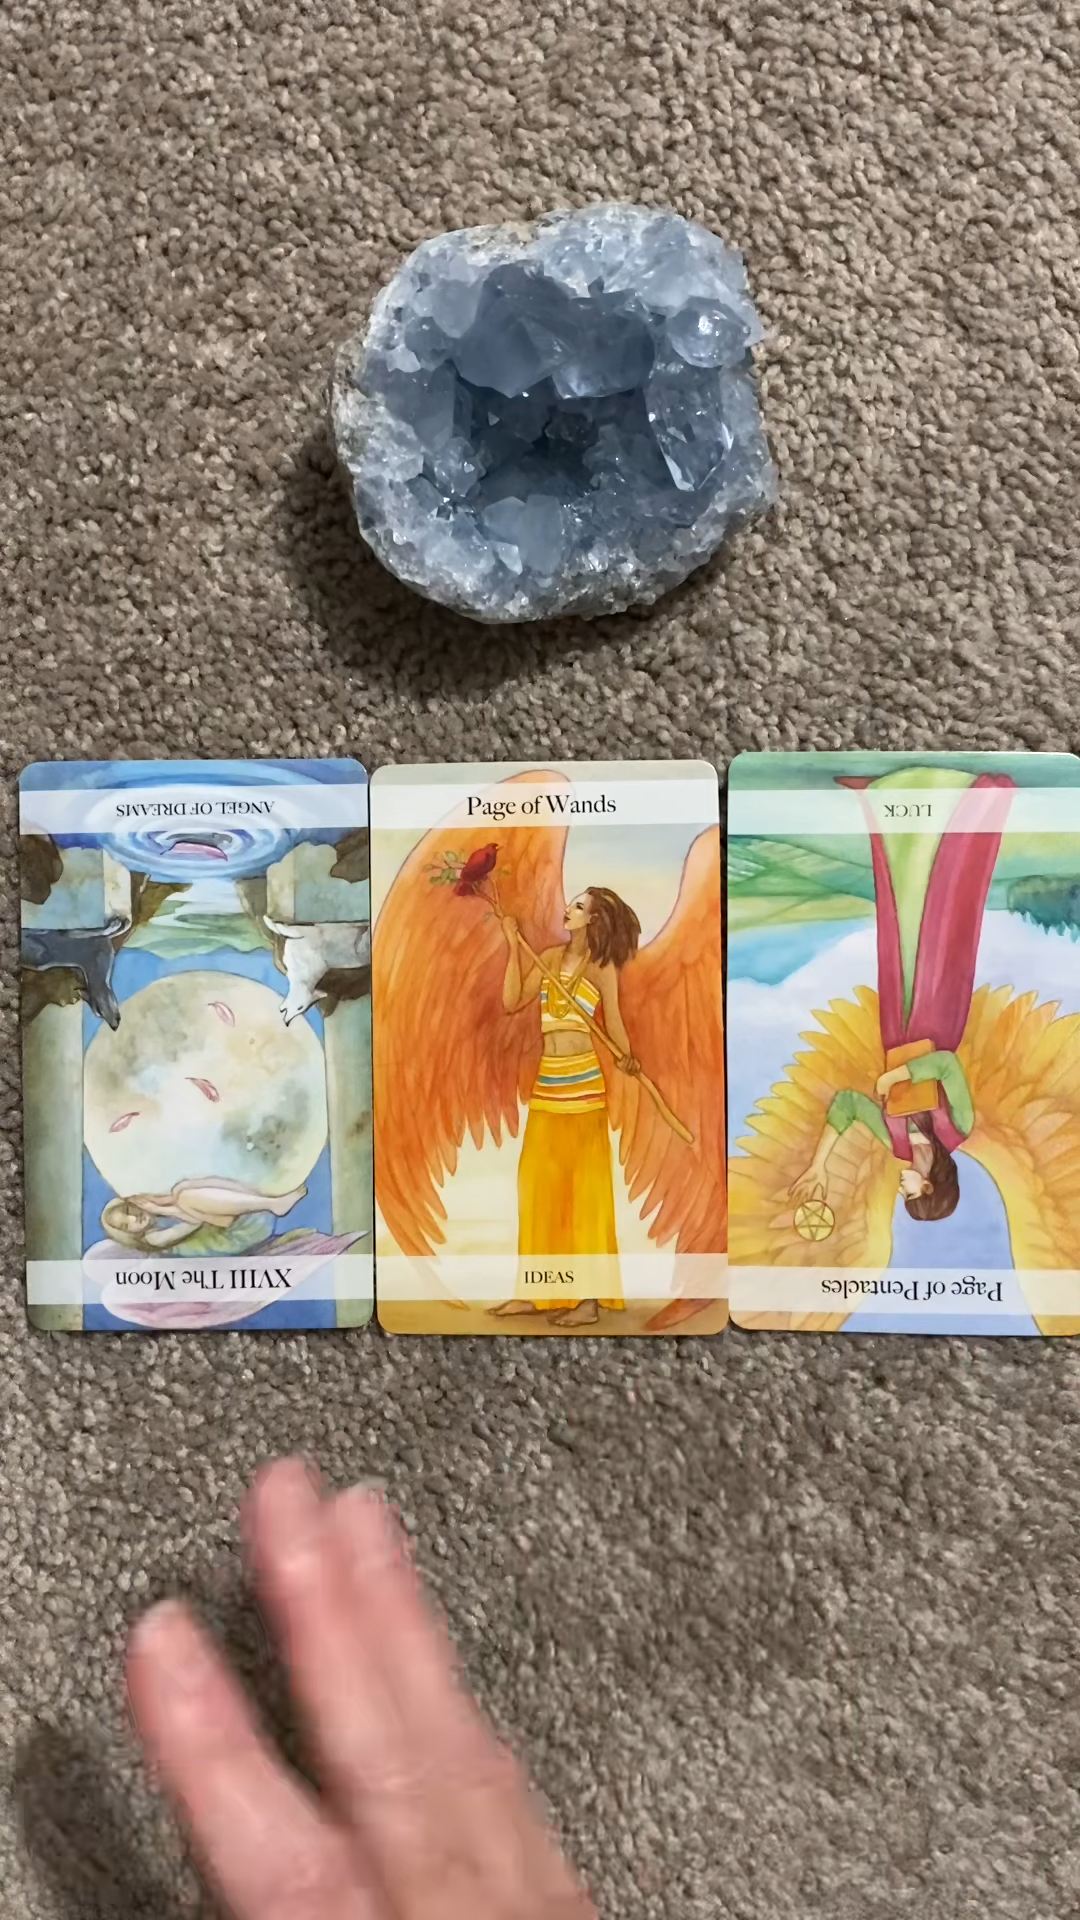 ANGEL OF DREAMS
XVIII The Moon
Page of Wands
IDEAS
LUCK
Page of Pentacles